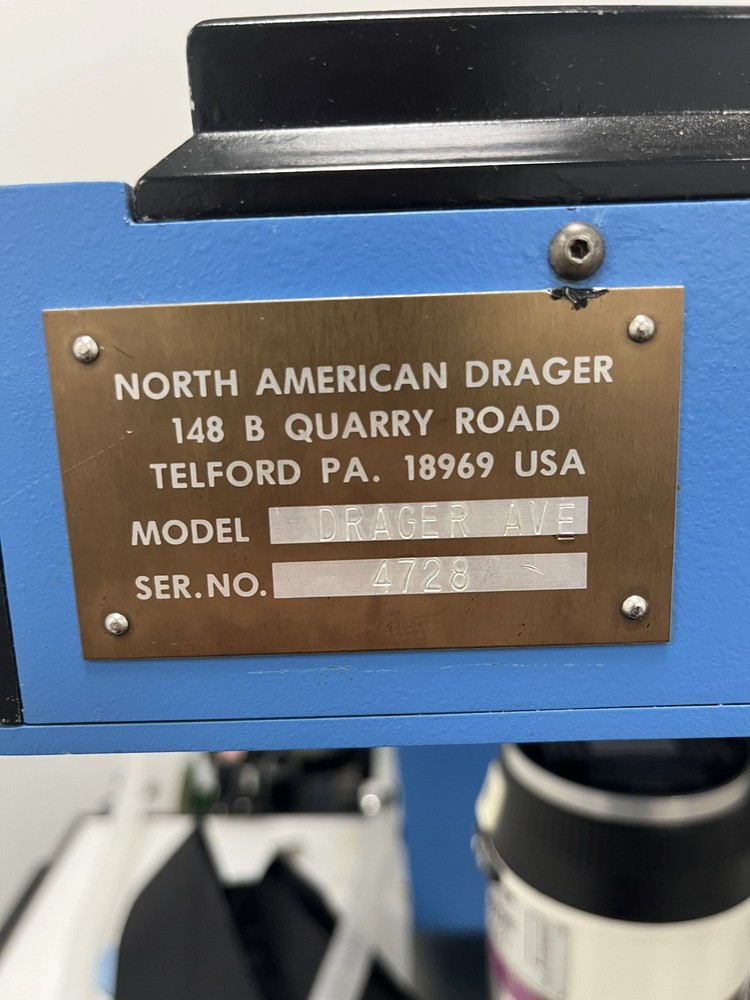 NORTH AMERICAN DRAGER
148 B QUARRY ROAD
TELFORD PA. 18969 USA
MODEL DRAGER AVE
SER.NO. 4728